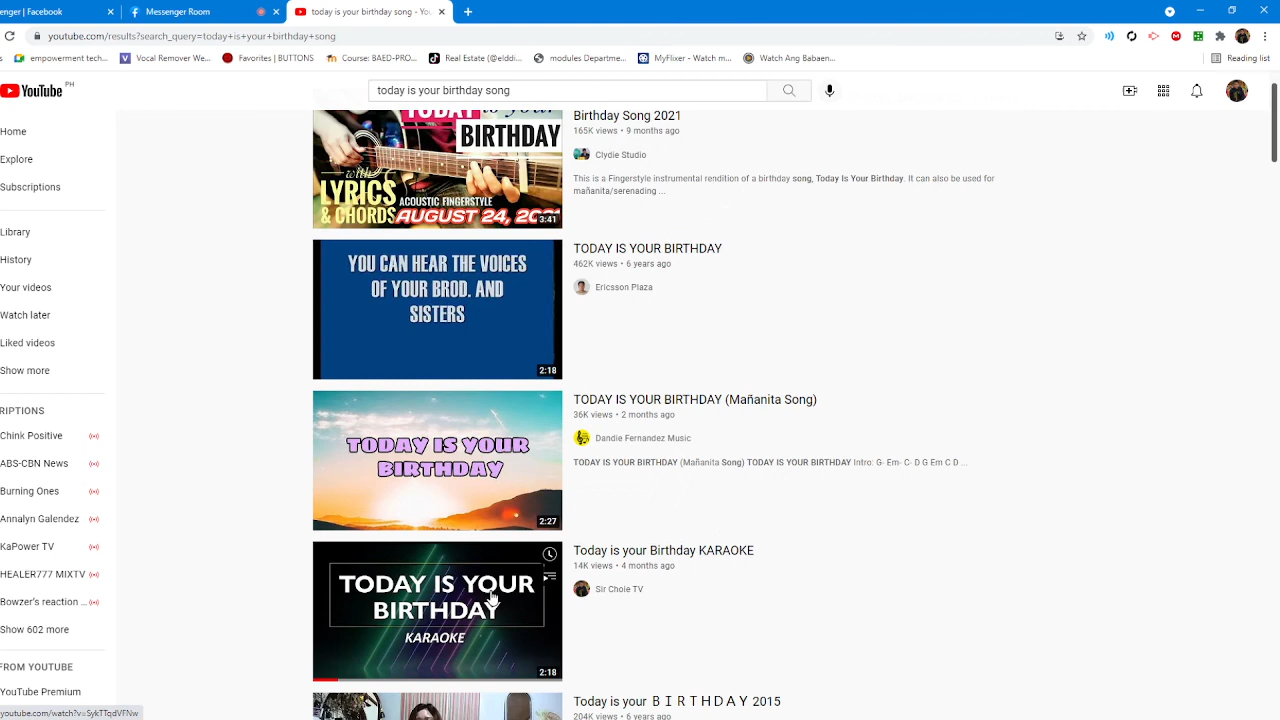 enger | Facebook
Messenger Room
today is your birthday song - You
youtube.com/results?search_query=today+is+your+birthday+song
empowerment tech...
Vocal Remover We...
Favorites | BUTTONS
Course: BAED-PRO...
Real Estate (@elddi...
modules Departme...
MyFlixer - Watch m...
Watch Ang Babaen...
Reading list
YouTube PH
today is your birthday song
Home
Explore
Subscriptions
Library
History
Your videos
Watch later
Liked videos
Show more
RIPTIONS
Chink Positive
ABS-CBN News
Burning Ones
Annalyn Galendez
KaPower TV
HEALER777 MIXTV
Bowzer's reaction ...
Show 602 more
FROM YOUTUBE
YouTube Premium
youtube.com/watch?v=SykTTqdVFNw
TODAY is your
BIRTHDAY
with
LYRICS
& CHORDS
ACOUSTIC FINGERSTYLE
AUGUST 24, 202
3:41
Birthday Song 2021
165K views • 9 months ago
Clydie Studio
This is a Fingerstyle instrumental rendition of a birthday song, Today Is Your Birthday. It can also be used for
mañanita/serenading ...
YOU CAN HEAR THE VOICES
OF YOUR BROD. AND
SISTERS
2:18
TODAY IS YOUR BIRTHDAY
462K views • 6 years ago
Ericsson Plaza
TODAY IS YOUR
BIRTHDAY
2:27
TODAY IS YOUR BIRTHDAY (Mañanita Song)
36K views • 2 months ago
Dandie Fernandez Music
TODAY IS YOUR BIRTHDAY (Mañanita Song) TODAY IS YOUR BIRTHDAY Intro: G- Em- C- D G Em C D ...
TODAY IS YOUR
BIRTHDAY
KARAOKE
2:18
Today is your Birthday KARAOKE
14K views • 4 months ago
Sir Choie TV
Today is your B I R T H D A Y 2015
204K views • 6 years ago